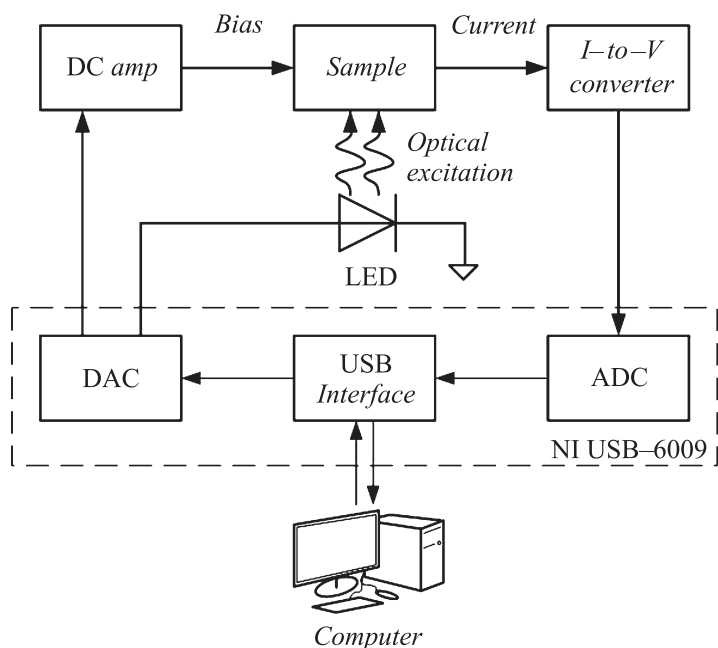 Bias
Current
DC amp
Sample
I–to–V
converter
Optical
excitation
LED
DAC
USB
Interface
ADC
NI USB–6009
Computer